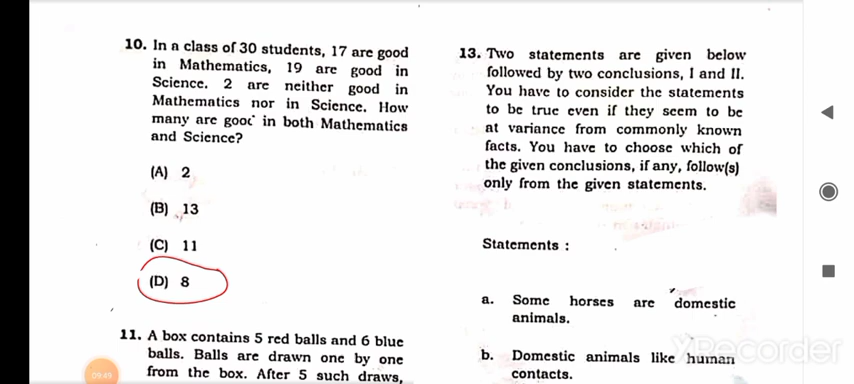 10. In a class of 30 students, 17 are good
in Mathematics, 19 are good in
Science. 2 are neither good in
Mathematics nor in Science. How
many are good in both Mathematics
and Science?
(A) 2
(B) 13
(C) 11
(D) 8
11. A box contains 5 red balls and 6 blue
balls. Balls are drawn one by one
from the box. After 5 such draws,
13. Two statements are given below
followed by two conclusions, I and II.
You have to consider the statements
to be true even if they seem to be
at variance from commonly known
facts. You have to choose which of
the given conclusions, if any, follow(s)
only from the given statements.
Statements :
a. Some horses are domestic
animals.
b. Domestic animals like human
contacts.
09:49
XRecorder